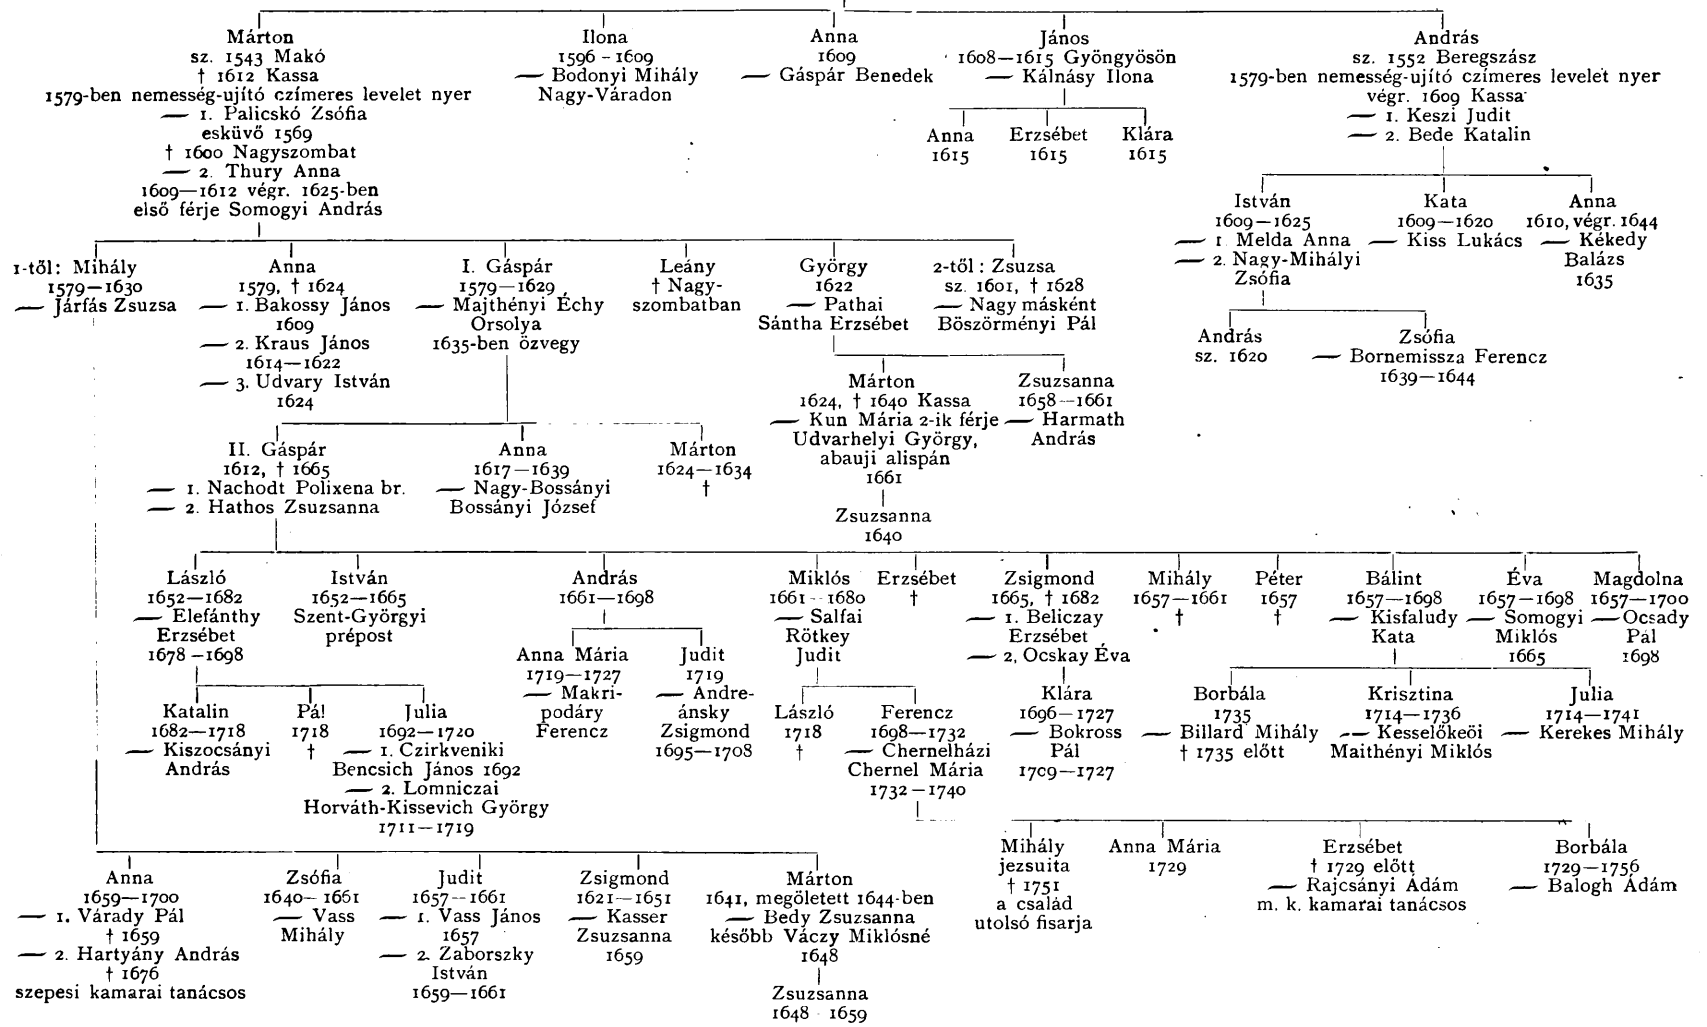 Márton
sz. 1543 Makó
† 1612 Kassa
1579-ben nemesség-ujító czímeres levelet nyer
— 1. Palicskó Zsófia
esküvő 1569
† 1600 Nagyszombat
— 2. Thury Anna
1609—1612 végr. 1625-ben
első férje Somogyi András
Ilona
1596 - 1609
— Bodonyi Mihály
Nagy-Váradon
Anna
1609
— Gáspár Benedek
János
1608—1615 Gyöngyösön
— Kálnásy Ilona
András
sz. 1552 Beregszász
1579-ben nemesség-ujító czímeres levelet nyer
végr. 1609 Kassa
— 1. Keszi Judit
— 2. Bede Katalin
Anna
1615
Erzsébet
1615
Klára
1615
István
1609—1625
— 1 Melda Anna
— 2. Nagy-Mihályi
Zsófia
Kata
1609—1620
— Kiss Lukács
Anna
1610, végr. 1644
— Kékedy
Balázs
1635
1-től: Mihály
1579—1630
— Járfás Zsuzsa
Anna
1579, † 1624
— 1. Bakossy János
1609
— 2. Kraus János
1614—1622
— 3. Udvary István
1624
I. Gáspár
1579—1629
— Majthényi Échy
Orsolya
1635-ben özvegy
Leány
† Nagy-
szombatban
György
1622
— Pathai
Sántha Erzsébet
2-től : Zsuzsa
sz. 1601, † 1628
— Nagy másként
Böszörményi Pál
András
sz. 1620
Zsófia
— Bornemissza Ferencz
1639—1644
Márton
1624, † 1640 Kassa
— Kun Mária 2-ik férje
Udvarhelyi György,
abauji alispán
1661
Zsuzsanna
1658—1661
— Harmath
András
II. Gáspár
1612, † 1665
— 1. Nachodt Polixena br.
— 2. Hathos Zsuzsanna
Anna
1617—1639
— Nagy-Bossányi
Bossányi József
Márton
1624—1634
†
Zsuzsanna
1640
László
1652—1682
— Elefánthy
Erzsébet
1678—1698
István
1652—1665
Szent-Györgyi
prépost
András
1661—1698
Miklós
1661 - 1680
— Salfai
Rötkey
Judit
Erzsébet
†
Zsigmond
1665, † 1682
— 1. Beliczay
Erzsébet
— 2, Ocskay Éva
Mihály
1657—1661
†
Péter
1657
†
Bálint
1657—1698
— Kisfaludy
Kata
Éva
1657—1698
— Somogyi
Miklós
1665
Magdolna
1657—1700
— Ocsady
Pál
1698
Anna Mária
1719—1727
— Makri-
podáry
Ferencz
Judit
1719
— Andre-
ánsky
Zsigmond
1695—1708
Katalin
1682—1718
— Kiszocsányi
András
Pál
1718
†
Julia
1692—1720
— 1. Czirkveniki
Bencsich János 1692
— 2. Lomniczai
Horváth-Kissevich György
1711—1719
László
1718
†
Ferencz
1698—1732
— Chernelházi
Chernel Mária
1732—1740
Klára
1696—1727
— Bokross
Pál
1709—1727
Borbála
1735
— Billard Mihály
† 1735 előtt
Krisztina
1714—1736
— Kesselőkeöi
Maithényi Miklós
Julia
1714—1741
— Kerekes Mihály
Mihály
jezsuita
† 1751
a család
utolsó fisarja
Anna Mária
1729
Erzsébet
† 1729 előtt
— Rajcsányi Ádám
m. k. kamarai tanácsos
Borbála
1729—1756
— Balogh Ádám
Anna
1659—1700
— 1. Várady Pál
† 1659
— 2. Hartyány András
† 1676
szepesi kamarai tanácsos
Zsófia
1640—1661
— Vass
Mihály
Judit
1657—1661
— 1. Vass János
1657
— 2. Zaborszky
István
1659—1661
Zsigmond
1621—1651
— Kasser
Zsuzsanna
1659
Márton
1641, megöletett 1644-ben
— Bedy Zsuzsanna
később Váczy Miklósné
1648
Zsuzsanna
1648 - 1659